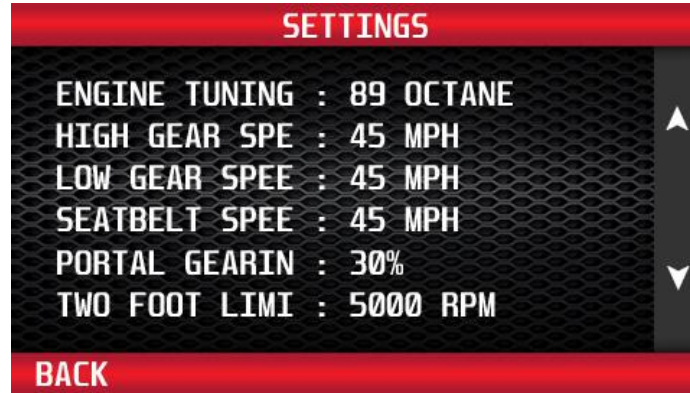 SETTINGS
ENGINE TUNING : 89 OCTANE
HIGH GEAR SPE : 45 MPH
LOW GEAR SPEE : 45 MPH
SEATBELT SPEE : 45 MPH
PORTAL GEARIN : 30%
TWO FOOT LIMI : 5000 RPM
BACK